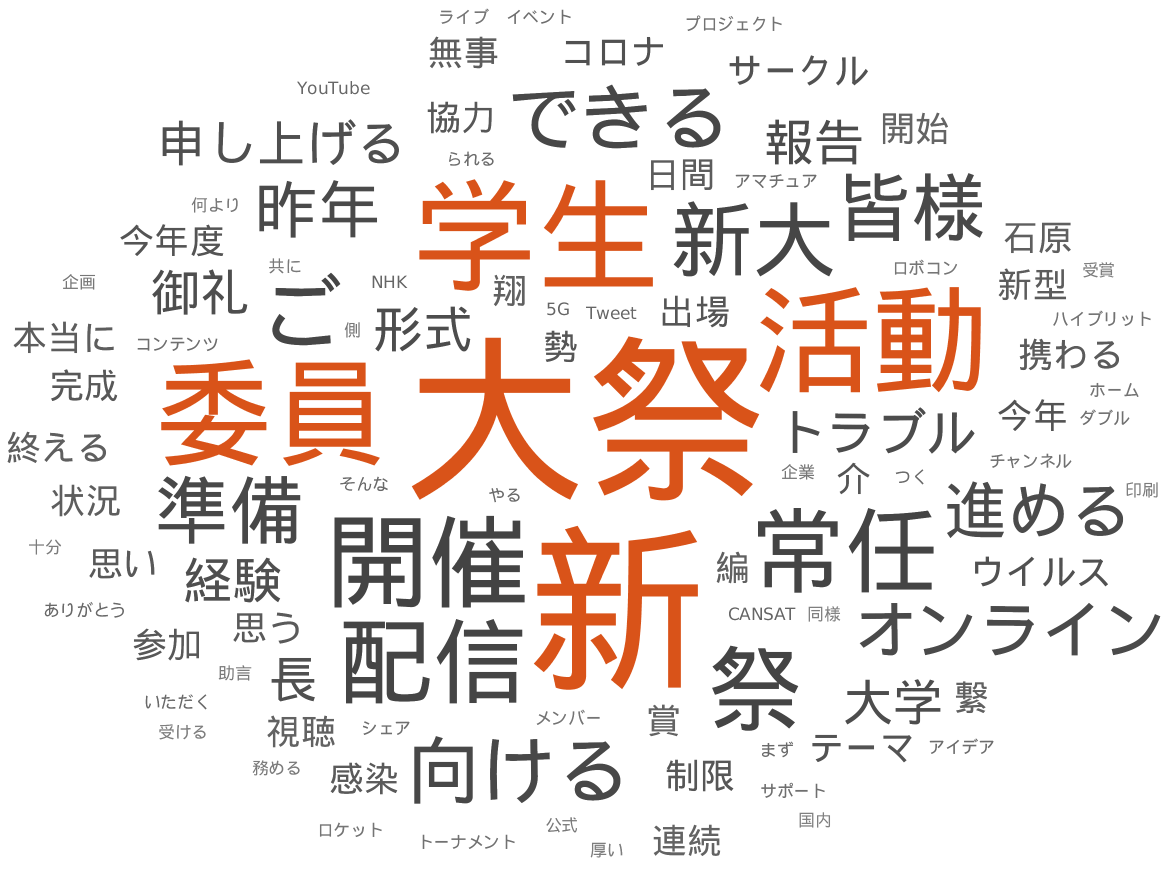 ライブ イベント プロジェクト
無事 コロナ サークル
YouTube 協力 できる 開始
申し上げる られる 日間 報告
何より 昨年 学生 アマチュア 皆様
今年度 共に 新大 石原
企画 御礼 ご NHK 翔 ロボコン 新型 受賞
本当に コンテンツ 側 形式 5G Tweet 出場 活動 ハイブリット
完成 委員 勢 大祭 携わる
終える トラブル 今年 ホーム ダブル
状況 準備 そんな やる 企業 介 つく チャンネル
十分 開催 常任 進める 印刷
思い 経験 新 編 ウイルス
ありがとう 参加 思う 配信 CANSAT 同様 オンライン
助言 長 祭 大学 繋
いただく 受ける 視聴 シェア メンバー 賞 まず テーマ アイデア
務める 感染 向ける 制限 サポート
ロケット トーナメント 公式 厚い 連続 国内